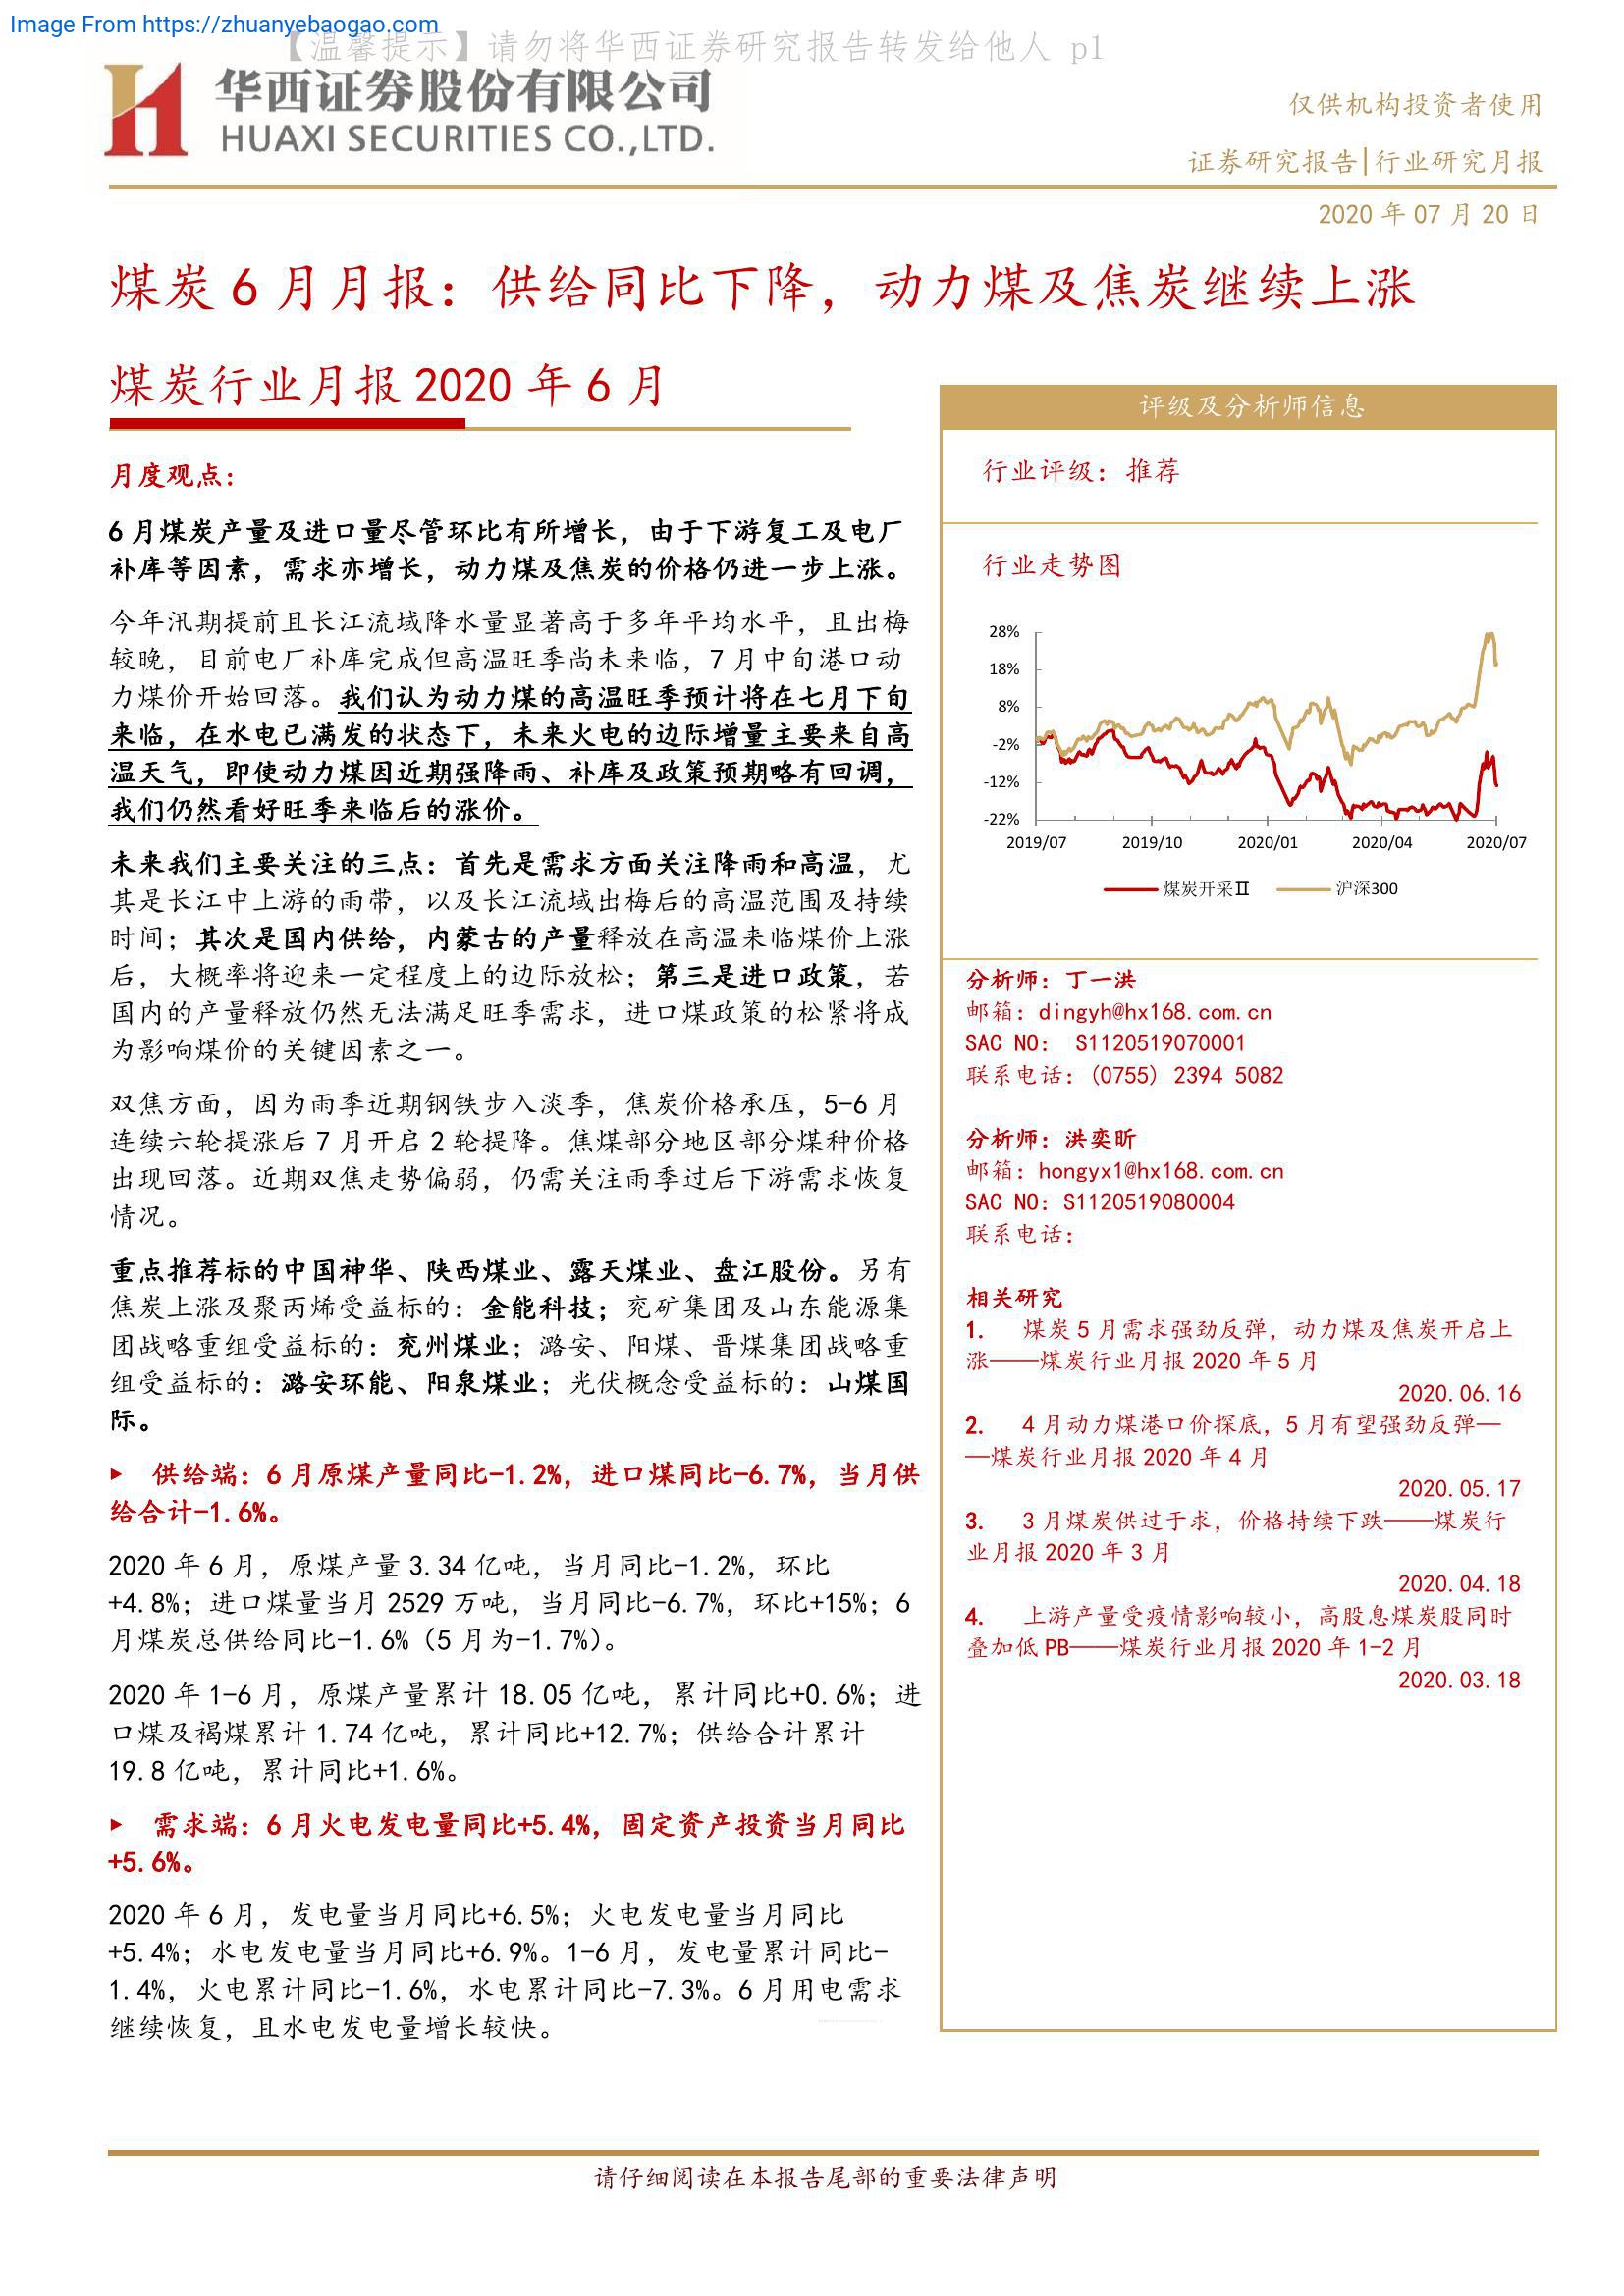 Image From https://zhuanyebaogao.com
【温馨提示】请勿将华西证券研究报告转发给他人 p1
华西证券股份有限公司
HUAXI SECURITIES CO.,LTD.
仅供机构投资者使用
证券研究报告|行业研究月报
2020 年 07 月 20 日
煤炭 6 月月报：供给同比下降，动力煤及焦炭继续上涨
煤炭行业月报 2020 年 6 月
月度观点：
6 月煤炭产量及进口量尽管环比有所增长，由于下游复工及电厂
补库等因素，需求亦增长，动力煤及焦炭的价格仍进一步上涨。
今年汛期提前且长江流域降水量显著高于多年平均水平，且出梅
较晚，目前电厂补库完成但高温旺季尚未来临，7 月中旬港口动
力煤价开始回落。我们认为动力煤的高温旺季预计将在七月下旬
来临，在水电已满发的状态下，未来火电的边际增量主要来自高
温天气，即使动力煤因近期强降雨、补库及政策预期略有回调，
我们仍然看好旺季来临后的涨价。
未来我们主要关注的三点：首先是需求方面关注降雨和高温，尤
其是长江中上游的雨带，以及长江流域出梅后的高温范围及持续
时间；其次是国内供给，内蒙古的产量释放在高温来临煤价上涨
后，大概率将迎来一定程度上的边际放松；第三是进口政策，若
国内的产量释放仍然无法满足旺季需求，进口煤政策的松紧将成
为影响煤价的关键因素之一。
双焦方面，因为雨季近期钢铁步入淡季，焦炭价格承压，5-6 月
连续六轮提涨后 7 月开启 2 轮提降。焦煤部分地区部分煤种价格
出现回落。近期双焦走势偏弱，仍需关注雨季过后下游需求恢复
情况。
重点推荐标的中国神华、陕西煤业、露天煤业、盘江股份。另有
焦炭上涨及聚丙烯受益标的：金能科技；兖矿集团及山东能源集
团战略重组受益标的：兖州煤业；潞安、阳煤、晋煤集团战略重
组受益标的：潞安环能、阳泉煤业；光伏概念受益标的：山煤国
际。
▶ 供给端：6 月原煤产量同比-1.2%，进口煤同比-6.7%，当月供
给合计-1.6%。
2020 年 6 月，原煤产量 3.34 亿吨，当月同比-1.2%，环比
+4.8%；进口煤量当月 2529 万吨，当月同比-6.7%，环比+15%；6
月煤炭总供给同比-1.6%（5 月为-1.7%）。
2020 年 1-6 月，原煤产量累计 18.05 亿吨，累计同比+0.6%；进
口煤及褐煤累计 1.74 亿吨，累计同比+12.7%；供给合计累计
19.8 亿吨，累计同比+1.6%。
▶ 需求端：6 月火电发电量同比+5.4%，固定资产投资当月同比
+5.6%。
2020 年 6 月，发电量当月同比+6.5%；火电发电量当月同比
+5.4%；水电发电量当月同比+6.9%。1-6 月，发电量累计同比-
1.4%，火电累计同比-1.6%，水电累计同比-7.3%。6 月用电需求
继续恢复，且水电发电量增长较快。
评级及分析师信息
行业评级：推荐
行业走势图
28%
18%
8%
-2%
-12%
-22%
2019/07 2019/10 2020/01 2020/04 2020/07
煤炭开采Ⅱ 沪深300
分析师：丁一洪
邮箱：dingyh@hx168.com.cn
SAC NO： S1120519070001
联系电话：(0755) 2394 5082
分析师：洪奕昕
邮箱：hongyx1@hx168.com.cn
SAC NO：S1120519080004
联系电话：
相关研究
1. 煤炭 5 月需求强劲反弹，动力煤及焦炭开启上
涨——煤炭行业月报 2020 年 5 月
2020.06.16
2. 4 月动力煤港口价探底，5 月有望强劲反弹—
—煤炭行业月报 2020 年 4 月
2020.05.17
3. 3 月煤炭供过于求，价格持续下跌——煤炭行
业月报 2020 年 3 月
2020.04.18
4. 上游产量受疫情影响较小，高股息煤炭股同时
叠加低 PB——煤炭行业月报 2020 年 1-2 月
2020.03.18
请仔细阅读在本报告尾部的重要法律声明